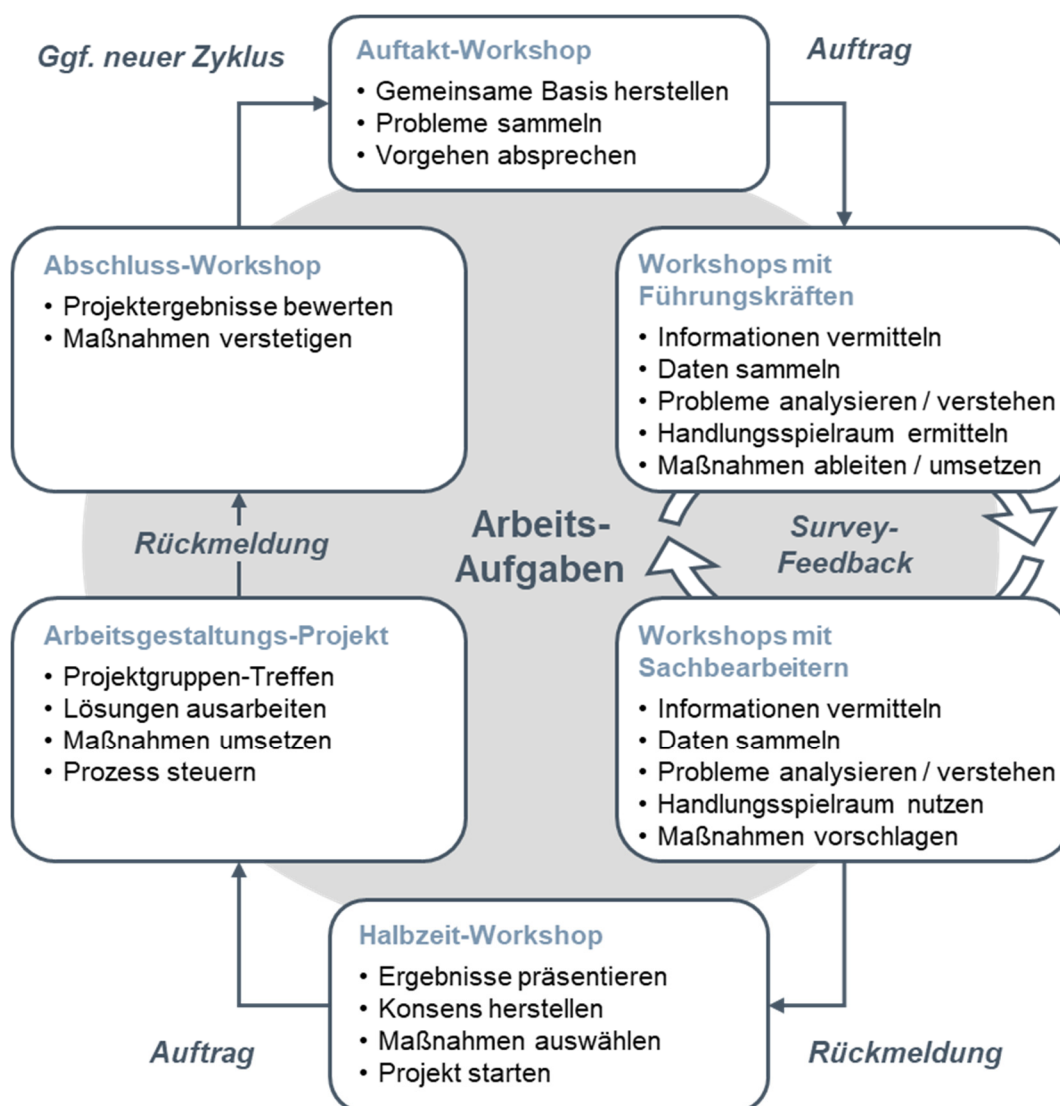 Ggf. neuer Zyklus
Auftakt-Workshop
• Gemeinsame Basis herstellen
• Probleme sammeln
• Vorgehen absprechen
Auftrag
Workshops mit
Führungskräften
• Informationen vermitteln
• Daten sammeln
• Probleme analysieren / verstehen
• Handlungsspielraum ermitteln
• Maßnahmen ableiten / umsetzen
Survey-
Feedback
Workshops mit
Sachbearbeitern
• Informationen vermitteln
• Daten sammeln
• Probleme analysieren / verstehen
• Handlungsspielraum nutzen
• Maßnahmen vorschlagen
Rückmeldung
Halbzeit-Workshop
• Ergebnisse präsentieren
• Konsens herstellen
• Maßnahmen auswählen
• Projekt starten
Auftrag
Arbeitsgestaltungs-Projekt
• Projektgruppen-Treffen
• Lösungen ausarbeiten
• Maßnahmen umsetzen
• Prozess steuern
Rückmeldung
Abschluss-Workshop
• Projektergebnisse bewerten
• Maßnahmen verstetigen
Arbeits-
Aufgaben